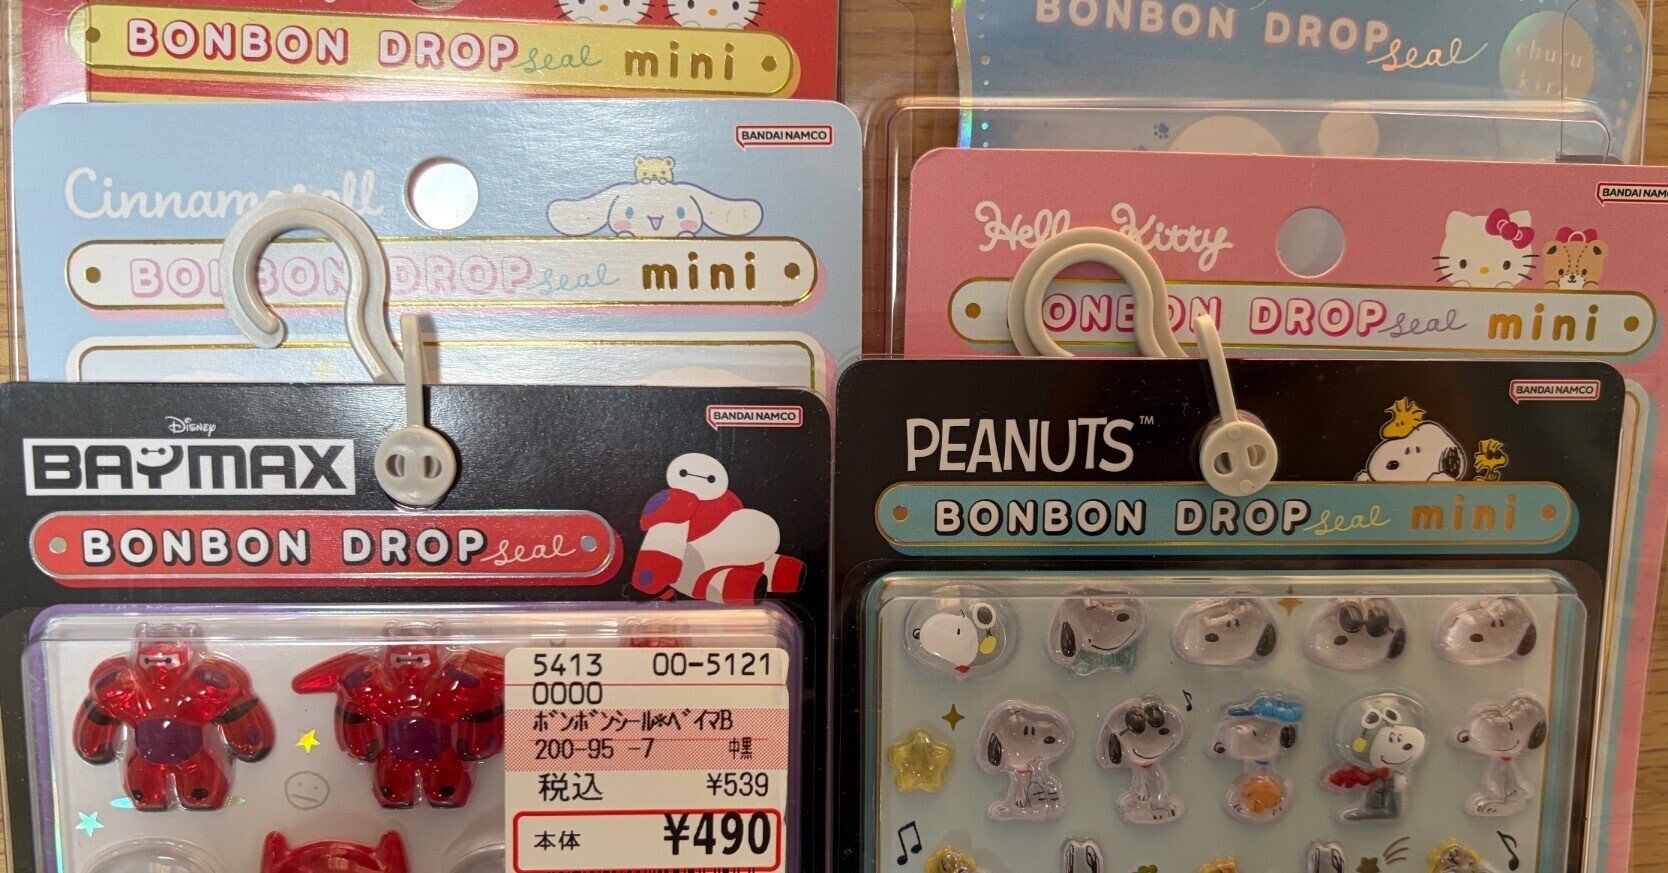 BONBON DROP seal mini
BONBON DROP seal
BANDAI NAMCO
BONBON DROP seal mini
BANDAI
Hello Kitty
BONBON DROP seal mini
Disney
BAYMAX
BANDAI NAMCO
BONBON DROP seal
5413 00-5121
0000
ボンボンシール*ベイマB
200-95 -7 中黒
税込 ¥539
本体 ¥490
PEANUTS™
BANDAI NAMCO
BONBON DROP seal mini